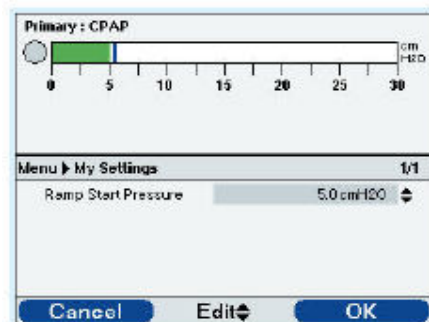 Primary : CPAP
cm
H2O
0 5 10 15 20 25 30
Menu ▶ My Settings 1/1
Ramp Start Pressure 5.0 cmH2O
Cancel Edit OK